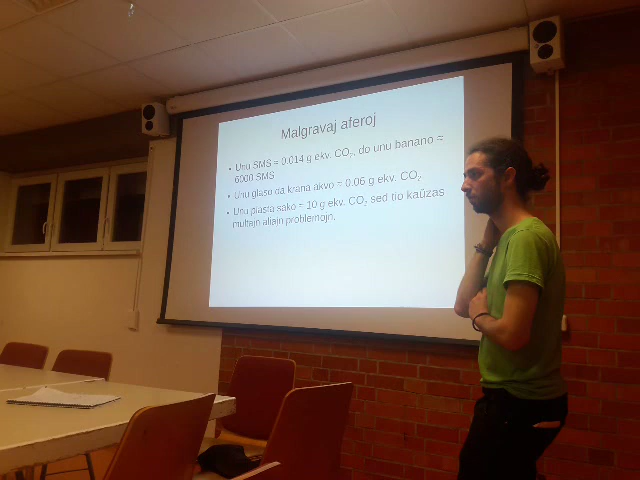 Malgravaj aferoj
• Unu SMS = 0.014 g ekv. CO₂, do unu banano =
6000 SMS
• Unu glaso da krana akvo = 0.06 g ekv. CO₂
• Unu plasta sako = 10 g ekv. CO₂ sed tio kaŭzas
multajn aliajn problemojn.